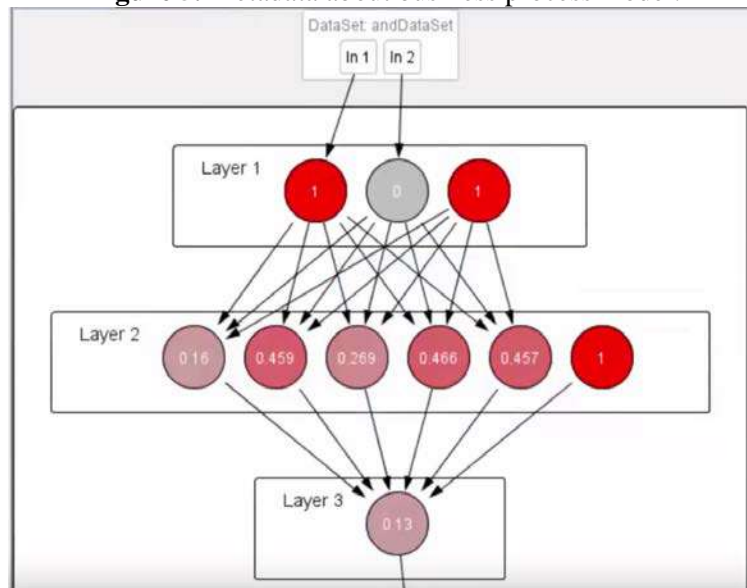 DataSet: andDataSet
In 1 In 2
Layer 1
1 0 1
Layer 2
0.16 0.459 0.269 0.466 0.457 1
Layer 3
0.13